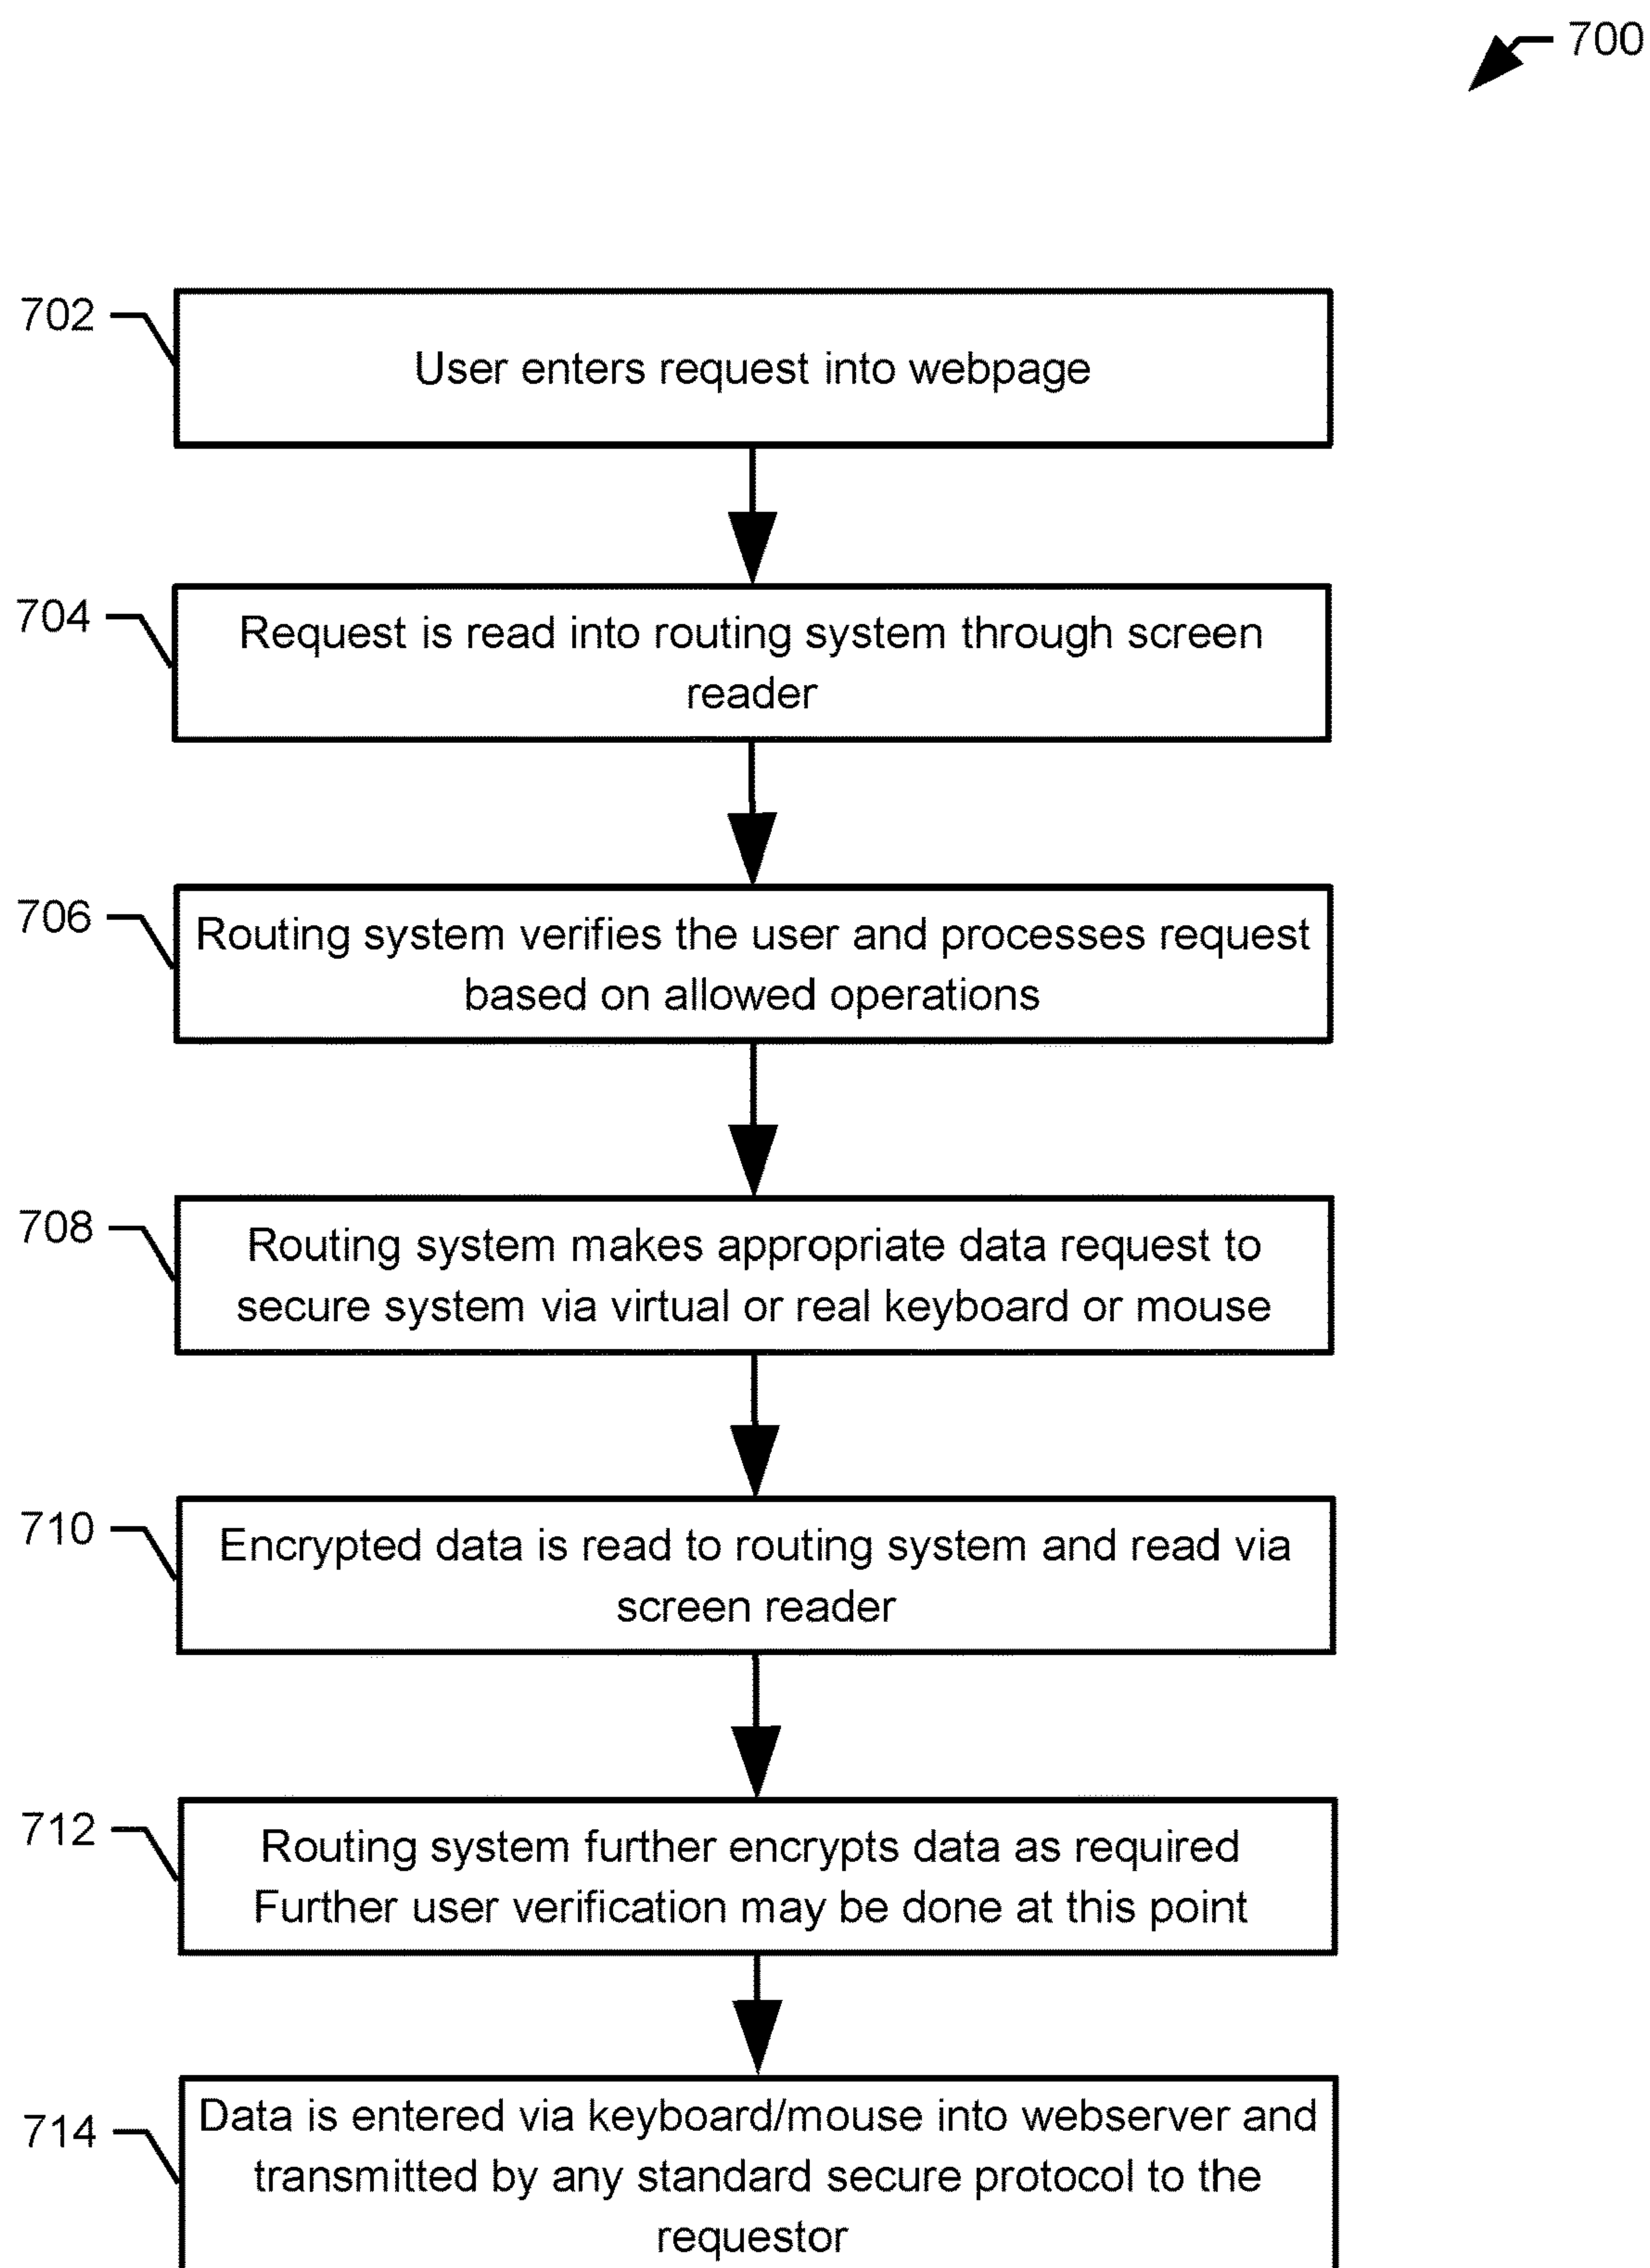 700
702
User enters request into webpage
704
Request is read into routing system through screen
reader
706
Routing system verifies the user and processes request
based on allowed operations
708
Routing system makes appropriate data request to
secure system via virtual or real keyboard or mouse
710
Encrypted data is read to routing system and read via
screen reader
712
Routing system further encrypts data as required
Further user verification may be done at this point
714
Data is entered via keyboard/mouse into webserver and
transmitted by any standard secure protocol to the
requestor